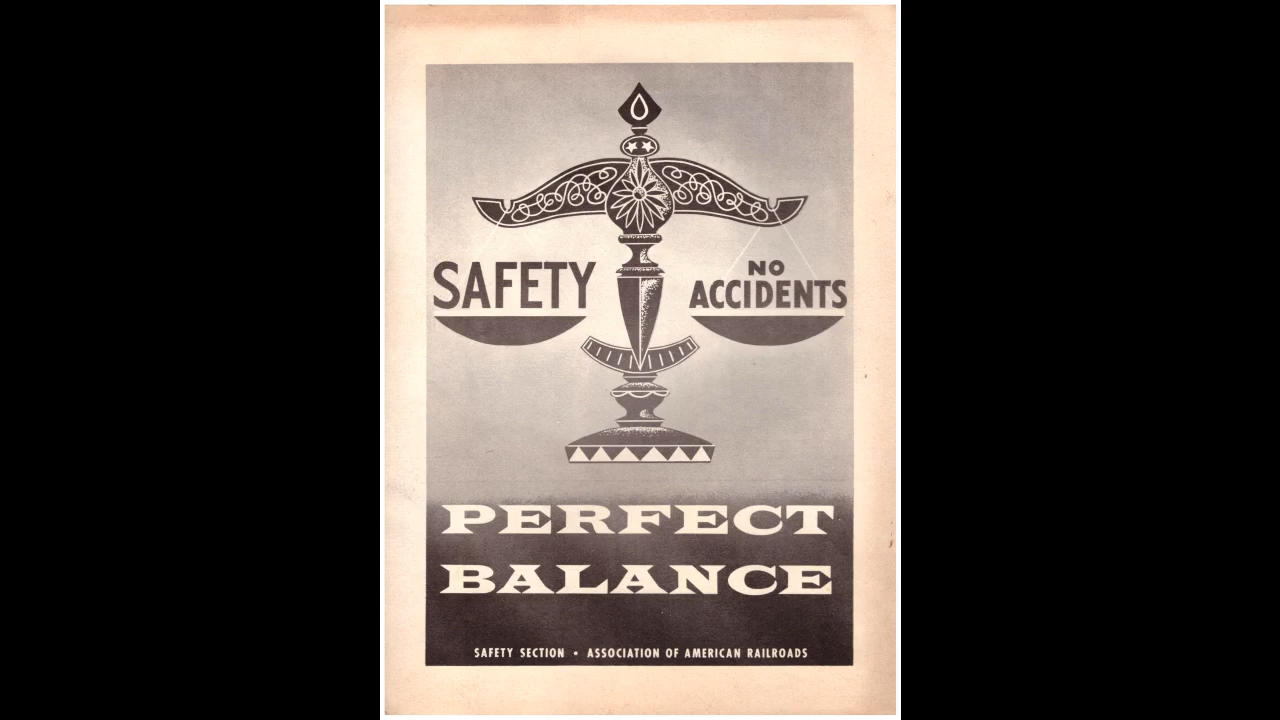 SAFETY
NO
ACCIDENTS
PERFECT
BALANCE
SAFETY SECTION • ASSOCIATION OF AMERICAN RAILROADS